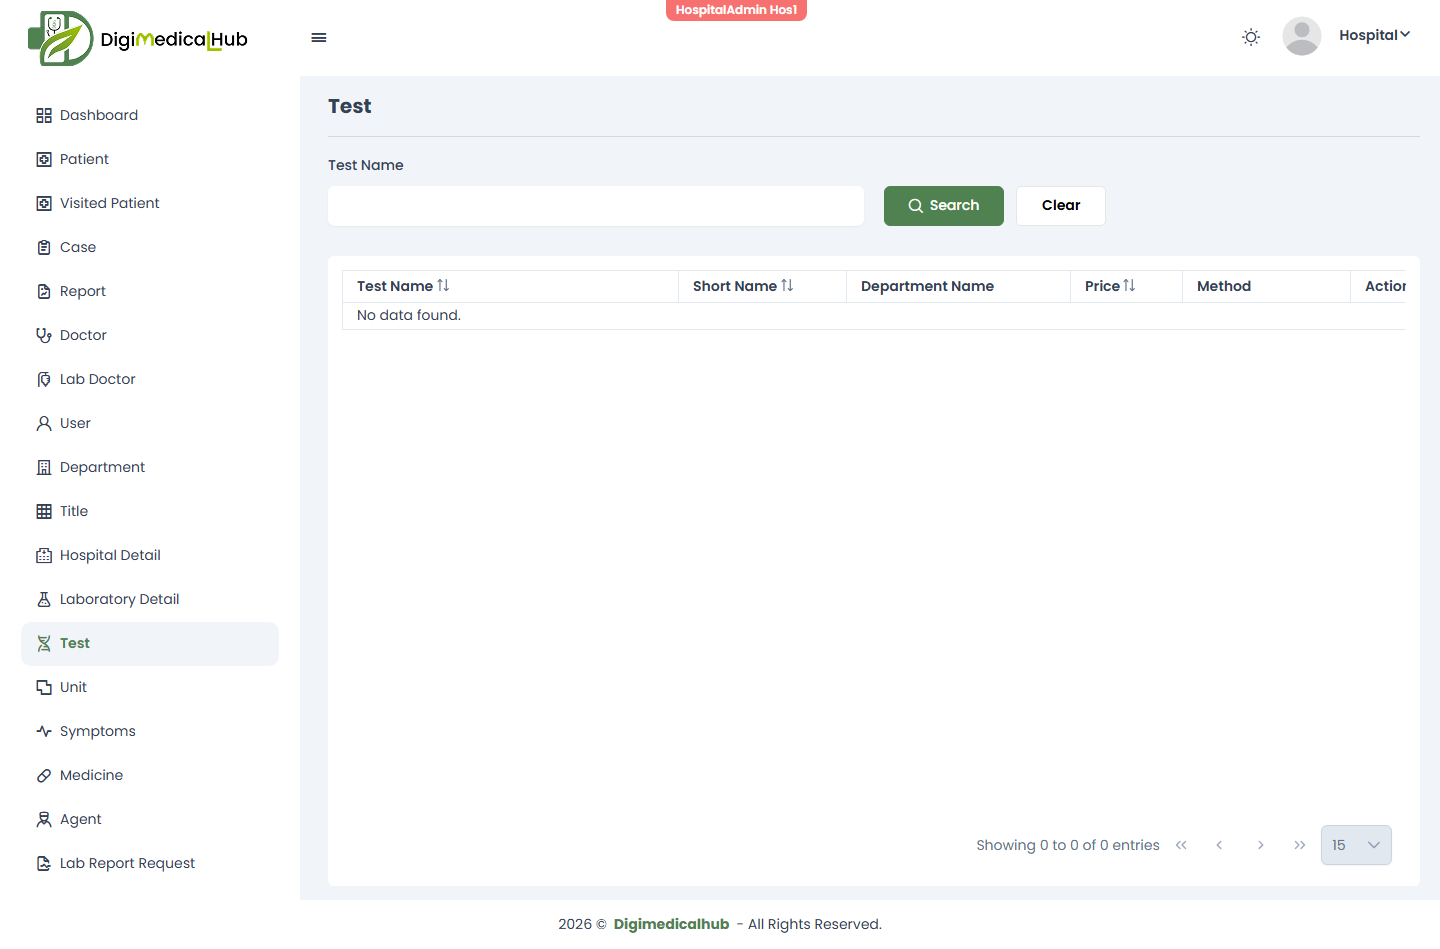 HospitalAdmin Hos1
DigiMedicalHub
Hospital
Dashboard
Patient
Visited Patient
Case
Report
Doctor
Lab Doctor
User
Department
Title
Hospital Detail
Laboratory Detail
Test
Unit
Symptoms
Medicine
Agent
Lab Report Request
Test
Test Name
Search Clear
Test Name Short Name Department Name Price Method Action
No data found.
Showing 0 to 0 of 0 entries « ‹ › » 15
2026 © Digimedicalhub - All Rights Reserved.